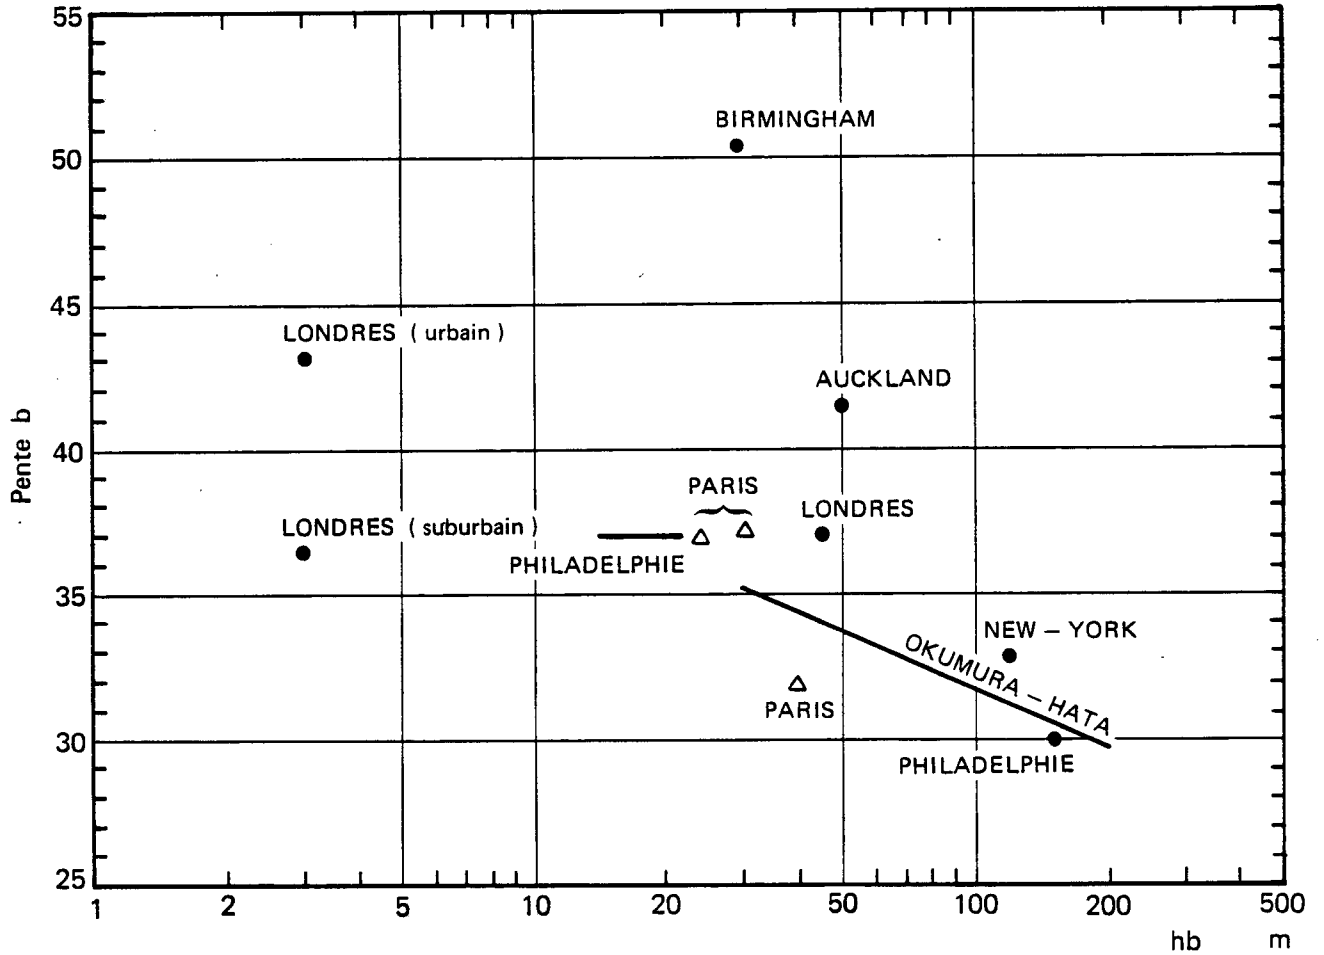 55
BIRMINGHAM
50
45
LONDRES ( urbain )
AUCKLAND
Pente b
40
PARIS
LONDRES
LONDRES ( suburbain )
PHILADELPHIE
35
NEW – YORK
OKUMURA – HATA
PARIS
30
PHILADELPHIE
25
1 2 5 10 20 50 100 200 500
hb m